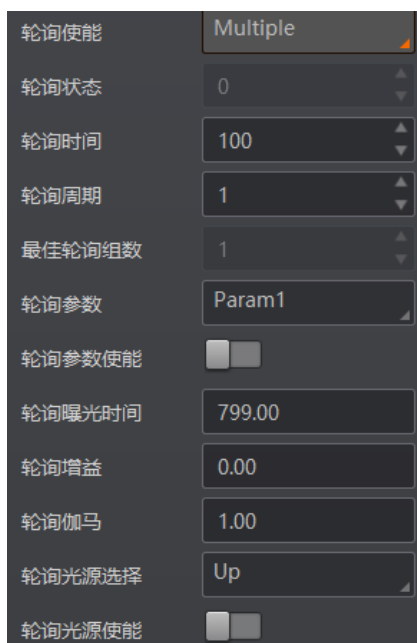 轮询使能 Multiple
轮询状态 0
轮询时间 100
轮询周期 1
最佳轮询组数 1
轮询参数 Param1
轮询参数使能
轮询曝光时间 799.00
轮询增益 0.00
轮询伽马 1.00
轮询光源选择 Up
轮询光源使能